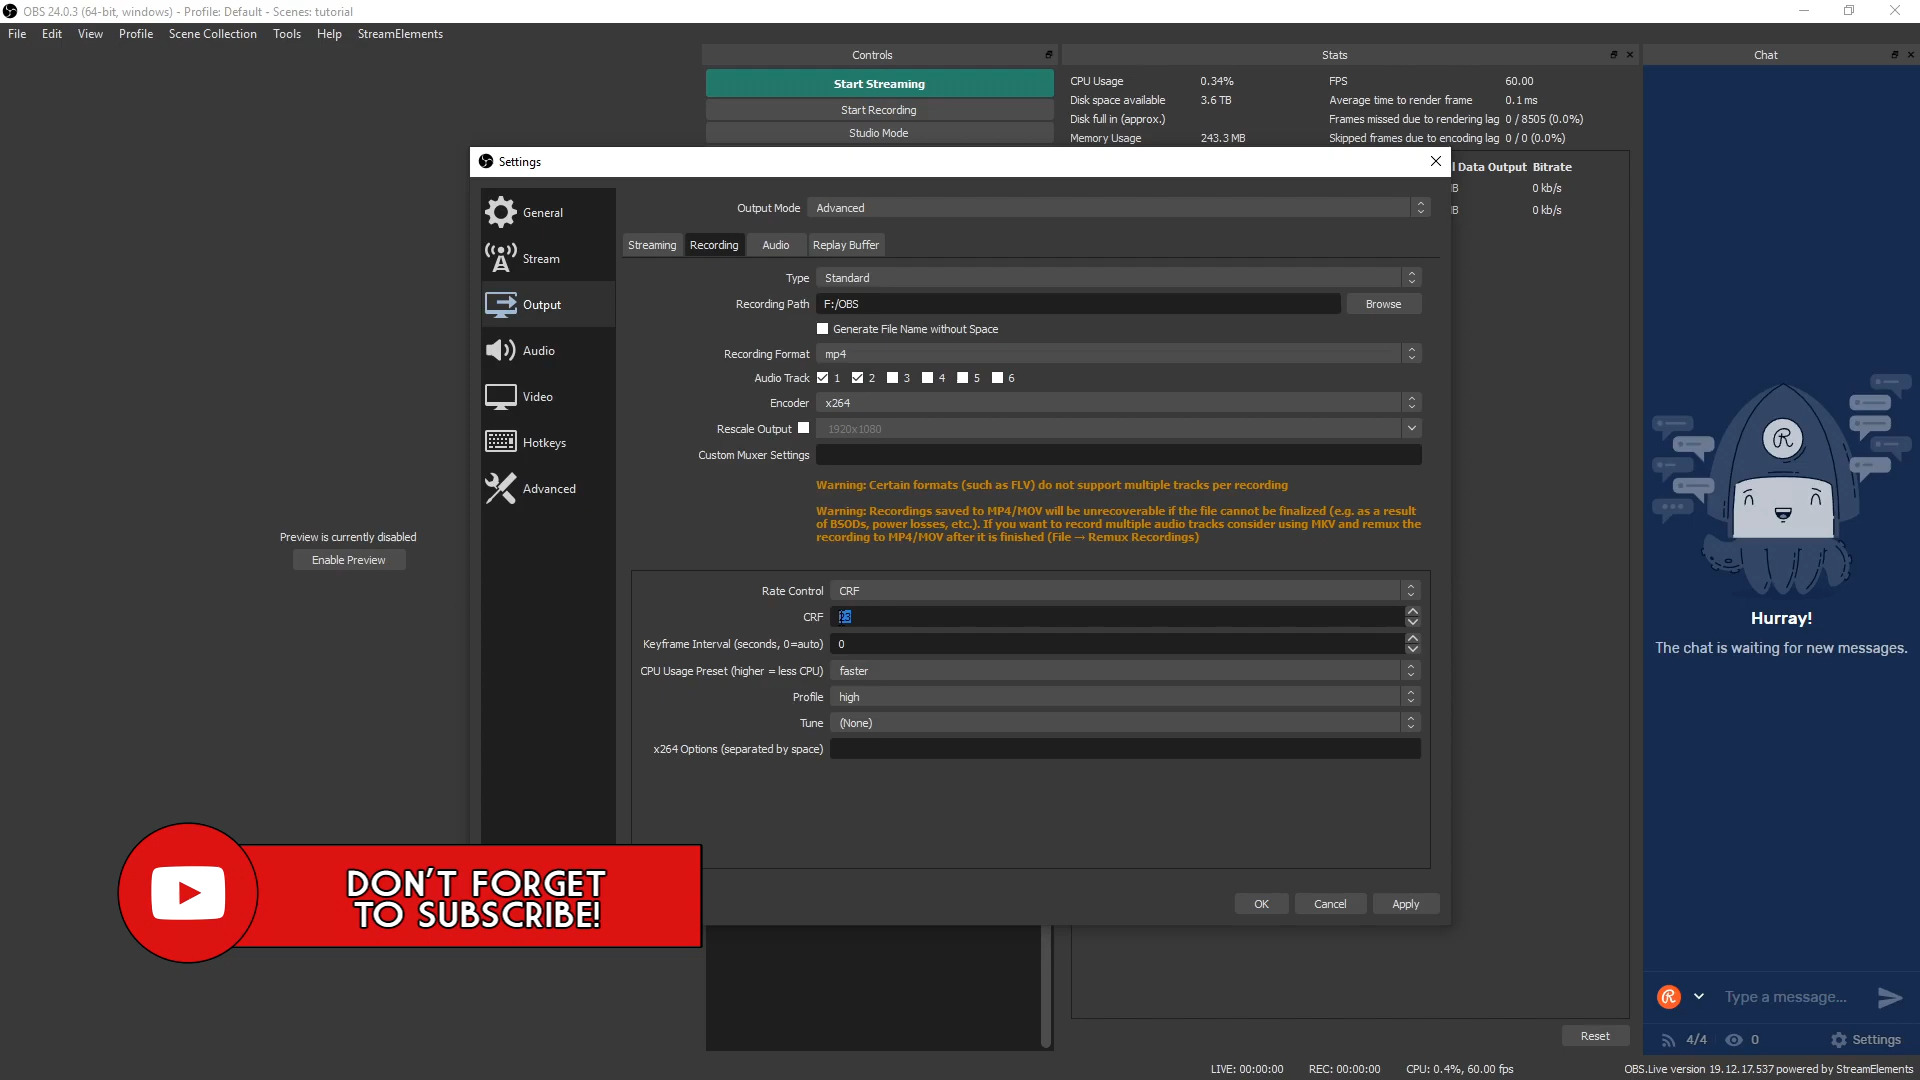 OBS 24.0.3 (64-bit, windows) - Profile: Default - Scenes: tutorial
File Edit View Profile Scene Collection Tools Help StreamElements
Controls
Start Streaming
Start Recording
Studio Mode
Stats
CPU Usage 0.34% FPS 60.00
Disk space available 3.6 TB Average time to render frame 0.1 ms
Disk full in (approx.) Frames missed due to rendering lag 0 / 8505 (0.0%)
Memory Usage 243.3 MB Skipped frames due to encoding lag 0 / 0 (0.0%)
l Data Output Bitrate
B 0 kb/s
B 0 kb/s
Chat
Settings
General
Stream
Output
Audio
Video
Hotkeys
Advanced
Output Mode Advanced
Streaming Recording Audio Replay Buffer
Type Standard
Recording Path F:/OBS Browse
Generate File Name without Space
Recording Format mp4
Audio Track 1 2 3 4 5 6
Encoder x264
Rescale Output 1920x1080
Custom Muxer Settings
Warning: Certain formats (such as FLV) do not support multiple tracks per recording
Warning: Recordings saved to MP4/MOV will be unrecoverable if the file cannot be finalized (e.g. as a result
of BSODs, power losses, etc.). If you want to record multiple audio tracks consider using MKV and remux the
recording to MP4/MOV after it is finished (File → Remux Recordings)
Rate Control CRF
CRF 23
Keyframe Interval (seconds, 0=auto) 0
CPU Usage Preset (higher = less CPU) faster
Profile high
Tune (None)
x264 Options (separated by space)
OK Cancel Apply
Preview is currently disabled
Enable Preview
DON'T FORGET
TO SUBSCRIBE!
Hurray!
The chat is waiting for new messages.
Type a message...
4/4 0 Settings
Reset
LIVE: 00:00:00 REC: 00:00:00 CPU: 0.4%, 60.00 fps OBS.Live version 19.12.17.537 powered by StreamElements